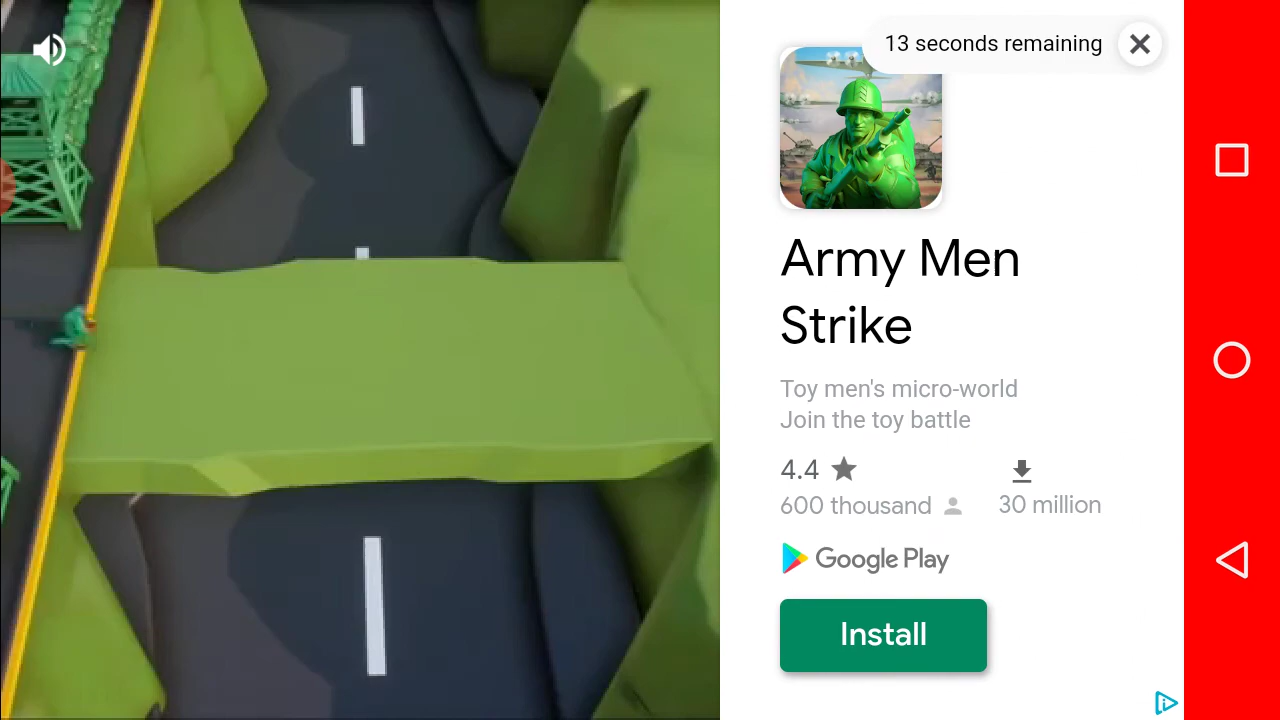 13 seconds remaining
Army Men
Strike
Toy men's micro-world
Join the toy battle
4.4
600 thousand
30 million
Google Play
Install